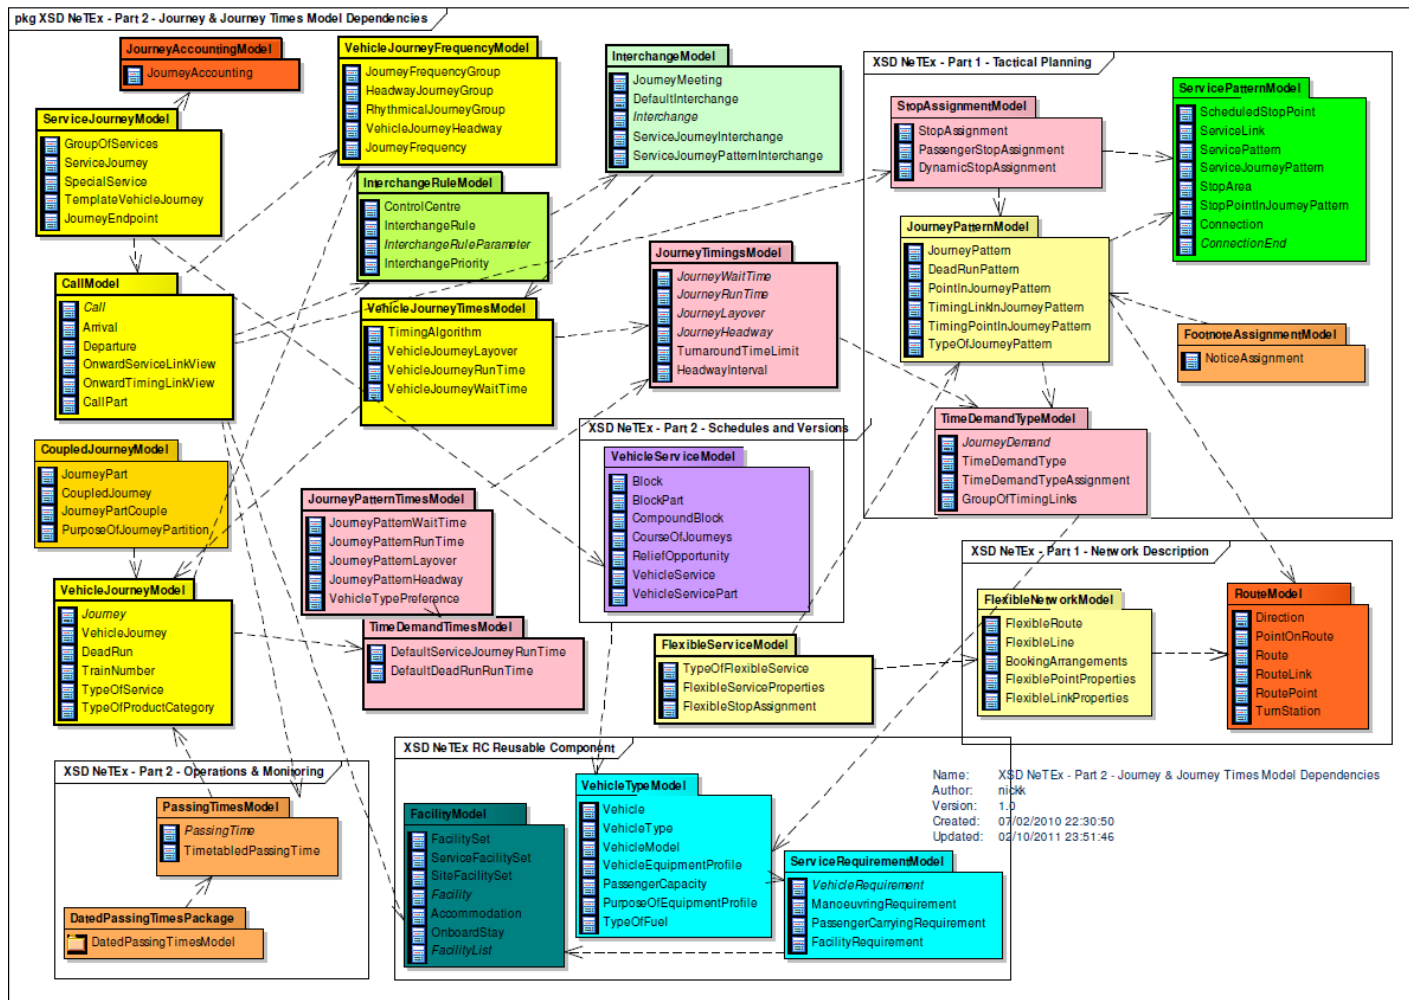 pkg XSD NeTEx - Part 2 - Journey & Journey Times Model Dependencies
JourneyAccountingModel
JourneyAccounting
VehicleJourneyFrequencyModel
JourneyFrequencyGroup
HeadwayJourneyGroup
RhythmicalJourneyGroup
VehicleJourneyHeadway
JourneyFrequency
InterchangeModel
JourneyMeeting
DefaultInterchange
Interchange
ServiceJourneyInterchange
ServiceJourneyPatternInterchange
XSD NeTEx - Part 1 - Tactical Planning
StopAssignmentModel
StopAssignment
PassengerStopAssignment
DynamicStopAssignment
ServicePatternModel
ScheduledStopPoint
ServiceLink
ServicePattern
ServiceJourneyPattern
StopArea
StopPointInJourneyPattern
Connection
ConnectionEnd
ServiceJourneyModel
GroupOfServices
ServiceJourney
SpecialService
TemplateVehicleJourney
JourneyEndpoint
InterchangeRuleModel
ControlCentre
InterchangeRule
InterchangeRuleParameter
InterchangePriority
JourneyPatternModel
JourneyPattern
DeadRunPattern
PointInJourneyPattern
TimingLinkInJourneyPattern
TimingPointInJourneyPattern
TypeOfJourneyPattern
JourneyTimingsModel
JourneyWaitTime
JourneyRunTime
JourneyLayover
JourneyHeadway
TurnaroundTimeLimit
HeadwayInterval
CallModel
Call
Arrival
Departure
OnwardServiceLinkView
OnwardTimingLinkView
CallPart
VehicleJourneyTimesModel
TimingAlgorithm
VehicleJourneyLayover
VehicleJourneyRunTime
VehicleJourneyWaitTime
FootnoteAssignmentModel
NoticeAssignment
TimeDemandTypeModel
JourneyDemand
TimeDemandType
TimeDemandTypeAssignment
GroupOfTimingLinks
XSD NeTEx - Part 2 - Schedules and Versions
VehicleServiceModel
Block
BlockPart
CompoundBlock
CourseOfJourneys
ReliefOpportunity
VehicleService
VehicleServicePart
CoupledJourneyModel
JourneyPart
CoupledJourney
JourneyPartCouple
PurposeOfJourneyPartition
JourneyPatternTimesModel
JourneyPatternWaitTime
JourneyPatternRunTime
JourneyPatternLayover
JourneyPatternHeadway
VehicleTypePreference
XSD NeTEx - Part 1 - Network Description
FlexibleNetworkModel
FlexibleRoute
FlexibleLine
BookingArrangements
FlexiblePointProperties
FlexibleLinkProperties
RouteModel
Direction
PointOnRoute
Route
RouteLink
RoutePoint
TurnStation
VehicleJourneyModel
Journey
VehicleJourney
DeadRun
TrainNumber
TypeOfService
TypeOfProductCategory
TimeDemandTimesModel
DefaultServiceJourneyRunTime
DefaultDeadRunRunTime
FlexibleServiceModel
TypeOfFlexibleService
FlexibleServiceProperties
FlexibleStopAssignment
XSD NeTEx - Part 2 - Operations & Monitoring
PassingTimesModel
PassingTime
TimetabledPassingTime
DatedPassingTimesPackage
DatedPassingTimesModel
XSD NeTEx RC Reusable Component
FacilityModel
FacilitySet
ServiceFacilitySet
SiteFacilitySet
Facility
Accommodation
OnboardStay
FacilityList
VehicleTypeModel
Vehicle
VehicleType
VehicleModel
VehicleEquipmentProfile
PassengerCapacity
PurposeOfEquipmentProfile
TypeOfFuel
ServiceRequirementModel
VehicleRequirement
ManoeuvringRequirement
PassengerCarryingRequirement
FacilityRequirement
Name: XSD NeTEx - Part 2 - Journey & Journey Times Model Dependencies
Author: nickk
Version: 1.0
Created: 07/02/2010 22:30:50
Updated: 02/10/2011 23:51:46